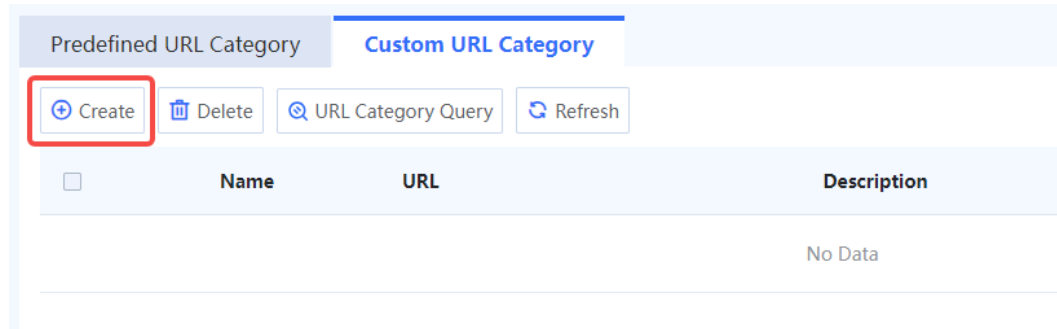 Predefined URL Category Custom URL Category
Create Delete URL Category Query Refresh
Name URL Description
No Data